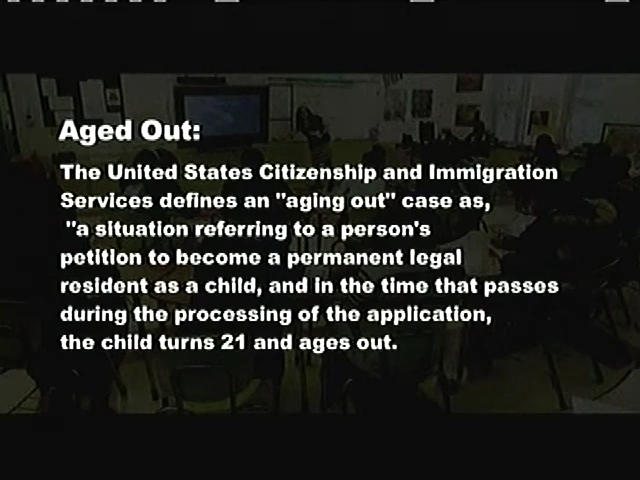 Aged Out:
The United States Citizenship and Immigration
Services defines an "aging out" case as,
"a situation referring to a person's
petition to become a permanent legal
resident as a child, and in the time that passes
during the processing of the application,
the child turns 21 and ages out.